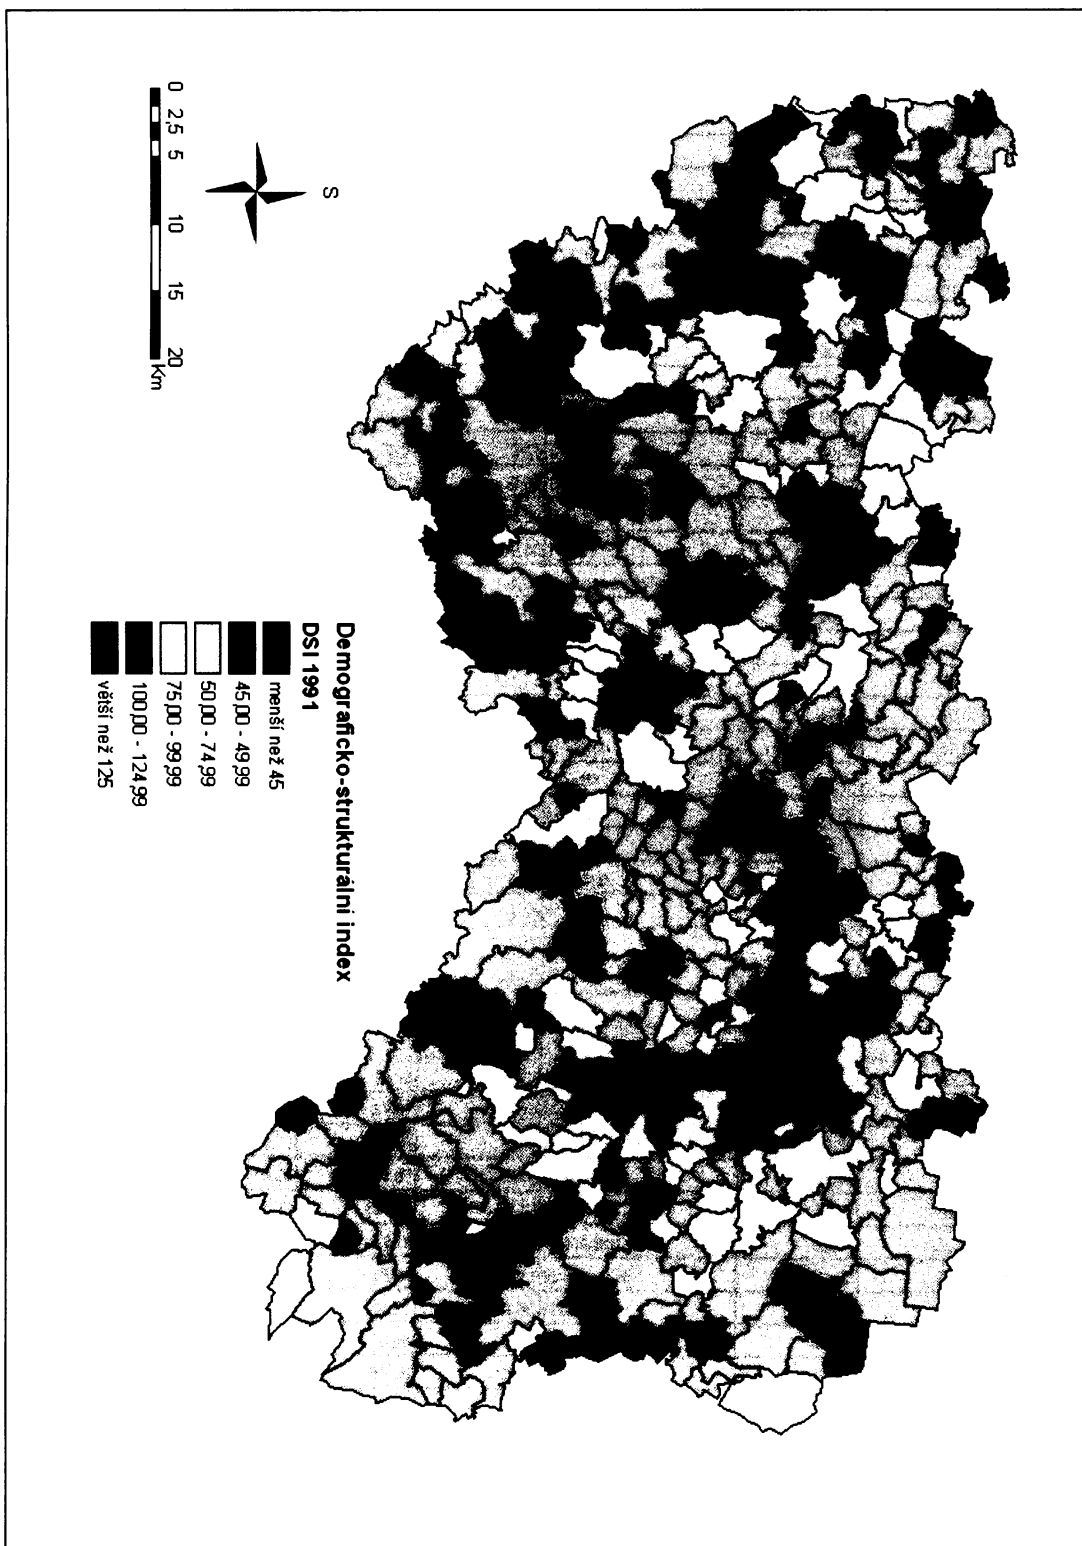 Demograficko-strukturální index
DSI 1991
menší než 45
45,00 - 49,99
50,00 - 74,99
75,00 - 99,99
100,00 - 124,99
větší než 125
S
0 2,5 5 10 15 20
Km